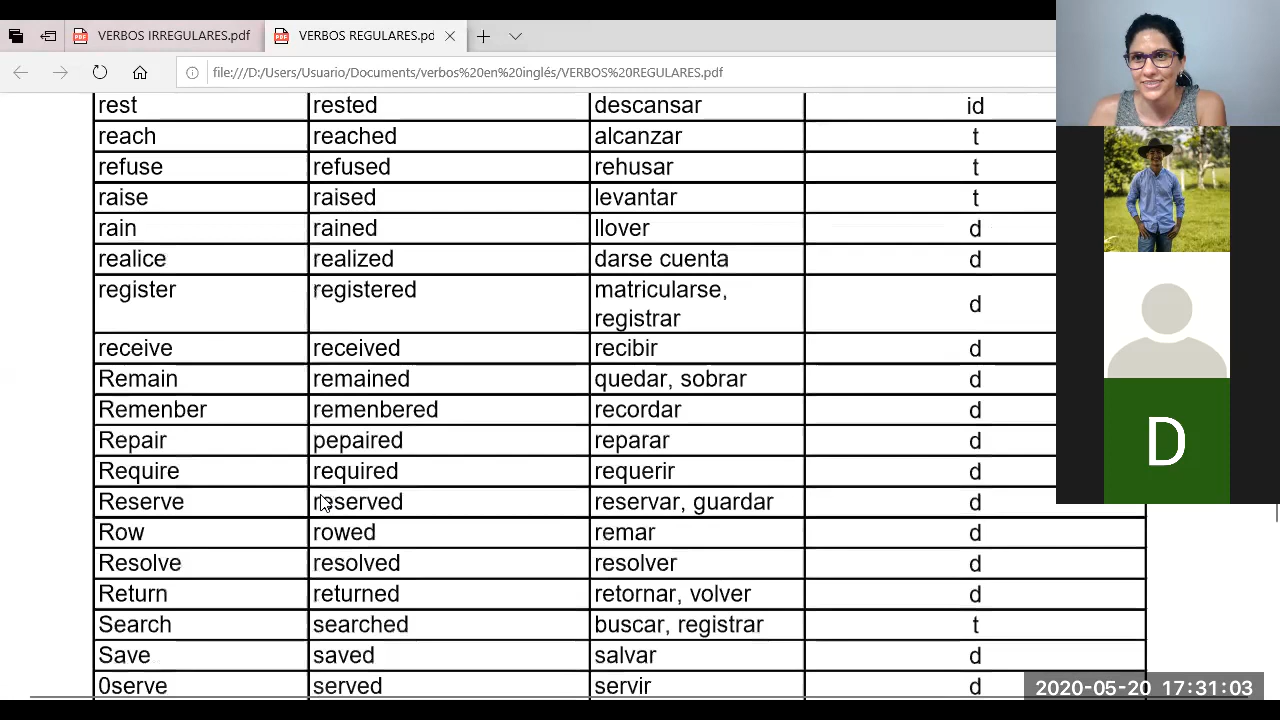 VERBOS IRREGULARES.pdf
VERBOS REGULARES.pd
file:///D:/Users/Usuario/Documents/verbos%20en%20inglés/VERBOS%20REGULARES.pdf
rest rested descansar id
reach reached alcanzar t
refuse refused rehusar t
raise raised levantar t
rain rained llover d
realice realized darse cuenta d
register registered matricularse, registrar d
receive received recibir d
Remain remained quedar, sobrar d
Remenber remenbered recordar d
Repair pepaired reparar d
Require required requerir d
Reserve reserved reservar, guardar d
Row rowed remar d
Resolve resolved resolver d
Return returned retornar, volver d
Search searched buscar, registrar t
Save saved salvar d
0serve served servir d
D
2020-05-20 17:31:03